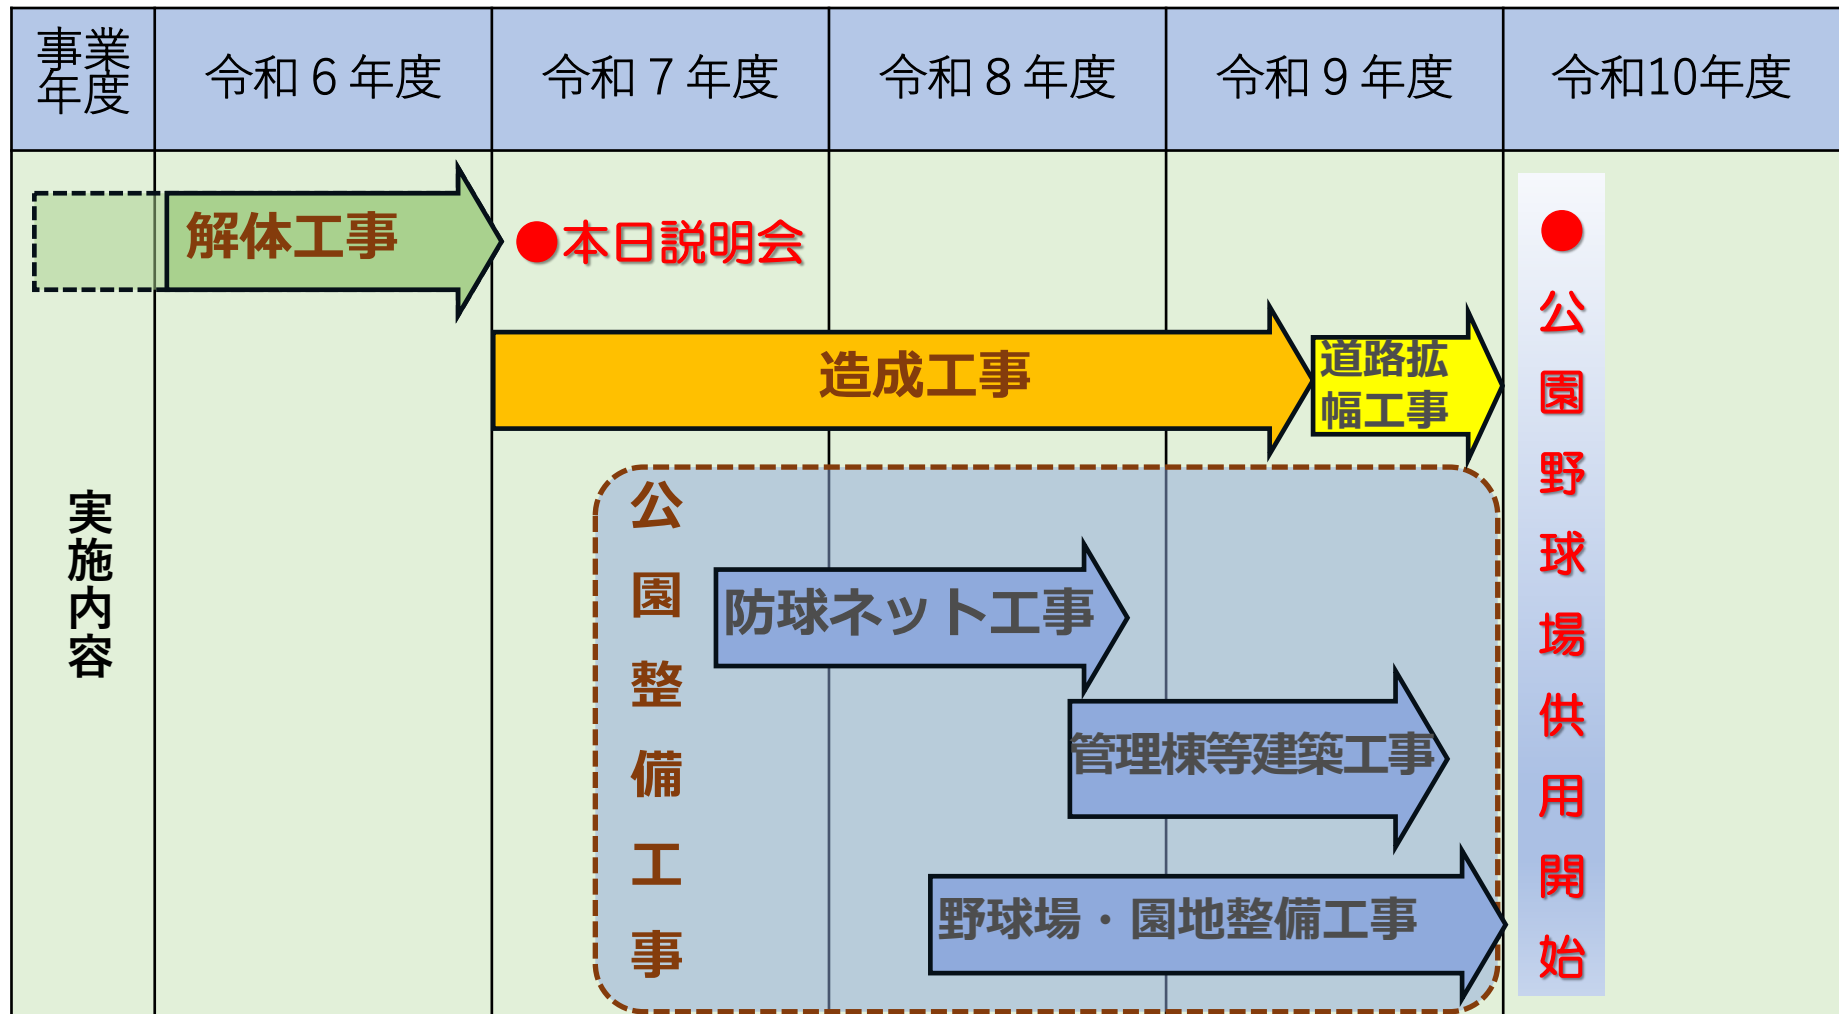 事業
年度
令和６年度
令和７年度
令和８年度
令和９年度
令和10年度
実施内容
解体工事
●本日説明会
造成工事
道路拡
幅工事
公園整備工事
防球ネット工事
管理棟等建築工事
野球場・園地整備工事
●公園野球場供用開始